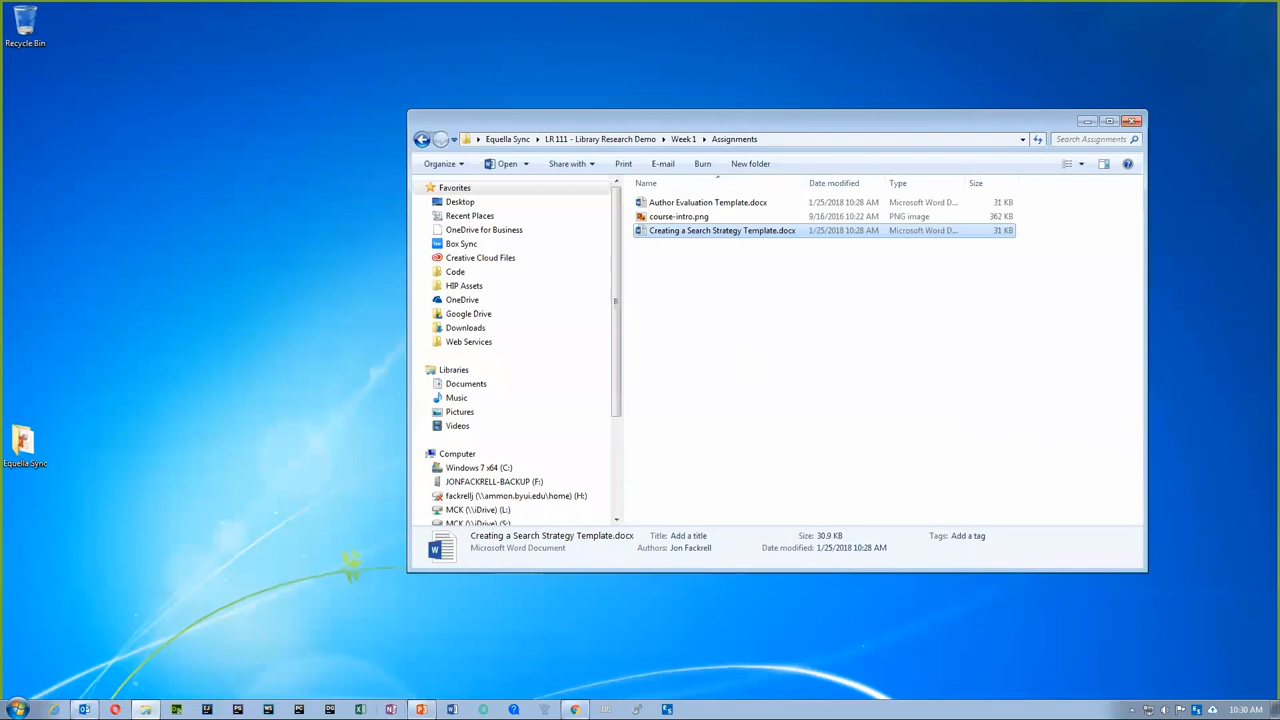 Recycle Bin
Equella Sync
Equella Sync LR 111 - Library Research Demo Week 1 Assignments Search Assignments
Organize Open Share with Print E-mail Burn New folder
Name Date modified Type Size
Author Evaluation Template.docx 1/25/2018 10:28 AM Microsoft Word D... 31 KB
course-intro.png 9/16/2016 10:22 AM PNG image 362 KB
Creating a Search Strategy Template.docx 1/25/2018 10:28 AM Microsoft Word D... 31 KB
Favorites
Desktop
Recent Places
OneDrive for Business
Box Sync
Creative Cloud Files
Code
HIP Assets
OneDrive
Google Drive
Downloads
Web Services
Libraries
Documents
Music
Pictures
Videos
Computer
Windows 7 x64 (C:)
JONFACKRELL-BACKUP (F:)
fackrellj (\\ammon.byui.edu\home) (H:)
MCK (\\iDrive) (L:)
MCK (\\iDrive) (S:)
Creating a Search Strategy Template.docx Title: Add a title Size: 30.9 KB Tags: Add a tag
Microsoft Word Document Authors: Jon Fackrell Date modified: 1/25/2018 10:28 AM
10:30 AM